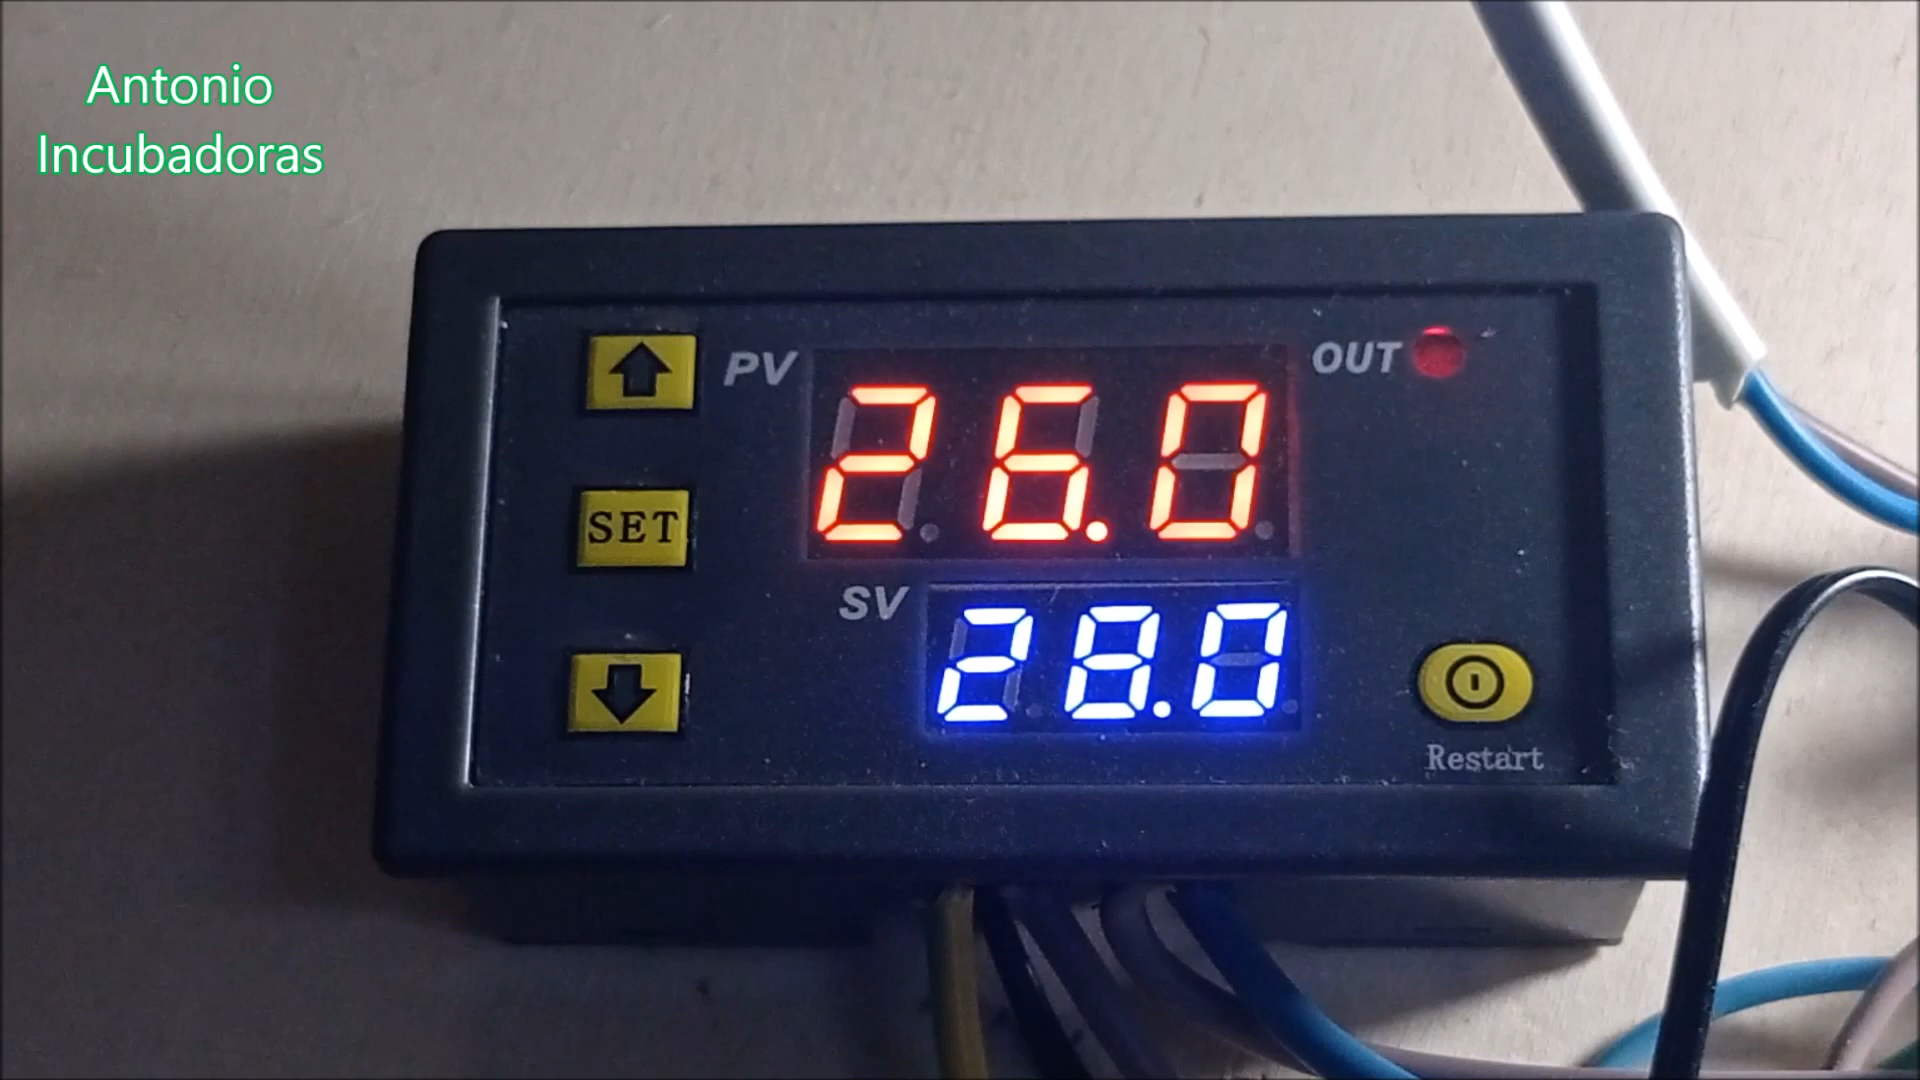 Antonio
Incubadoras
PV
26.0
OUT
SET
SV
28.0
Restart